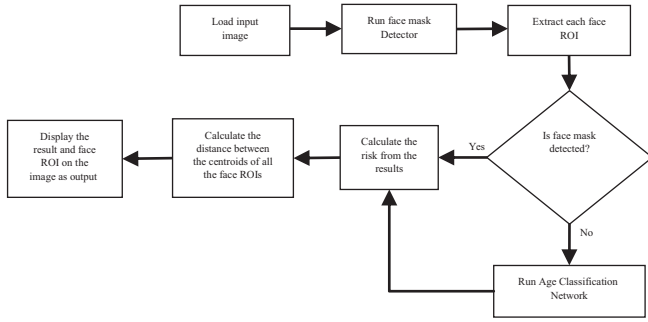 Load input
image
Run face mask
Detector
Extract each face
ROI
Is face mask
detected?
Yes
No
Run Age Classification
Network
Calculate the
risk from the
results
Calculate the
distance between
the centroids of all
the face ROIs
Display the
result and face
ROI on the
image as output